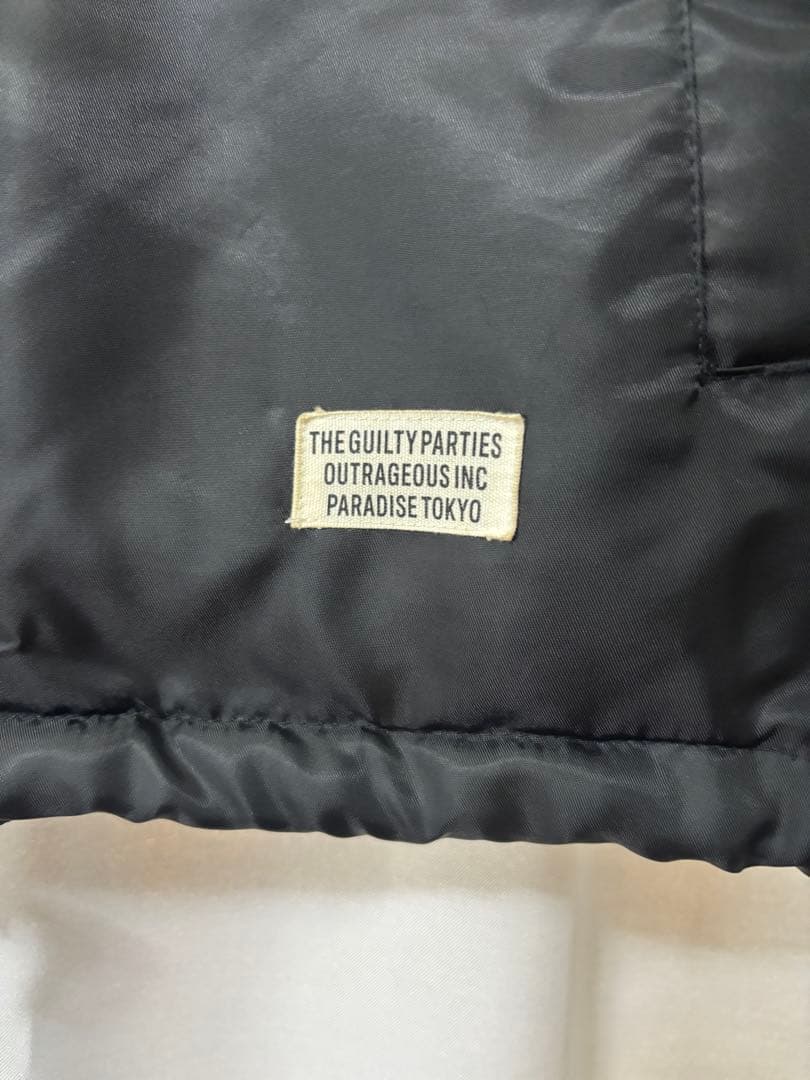 THE GUILTY PARTIES
OUTRAGEOUS INC
PARADISE TOKYO